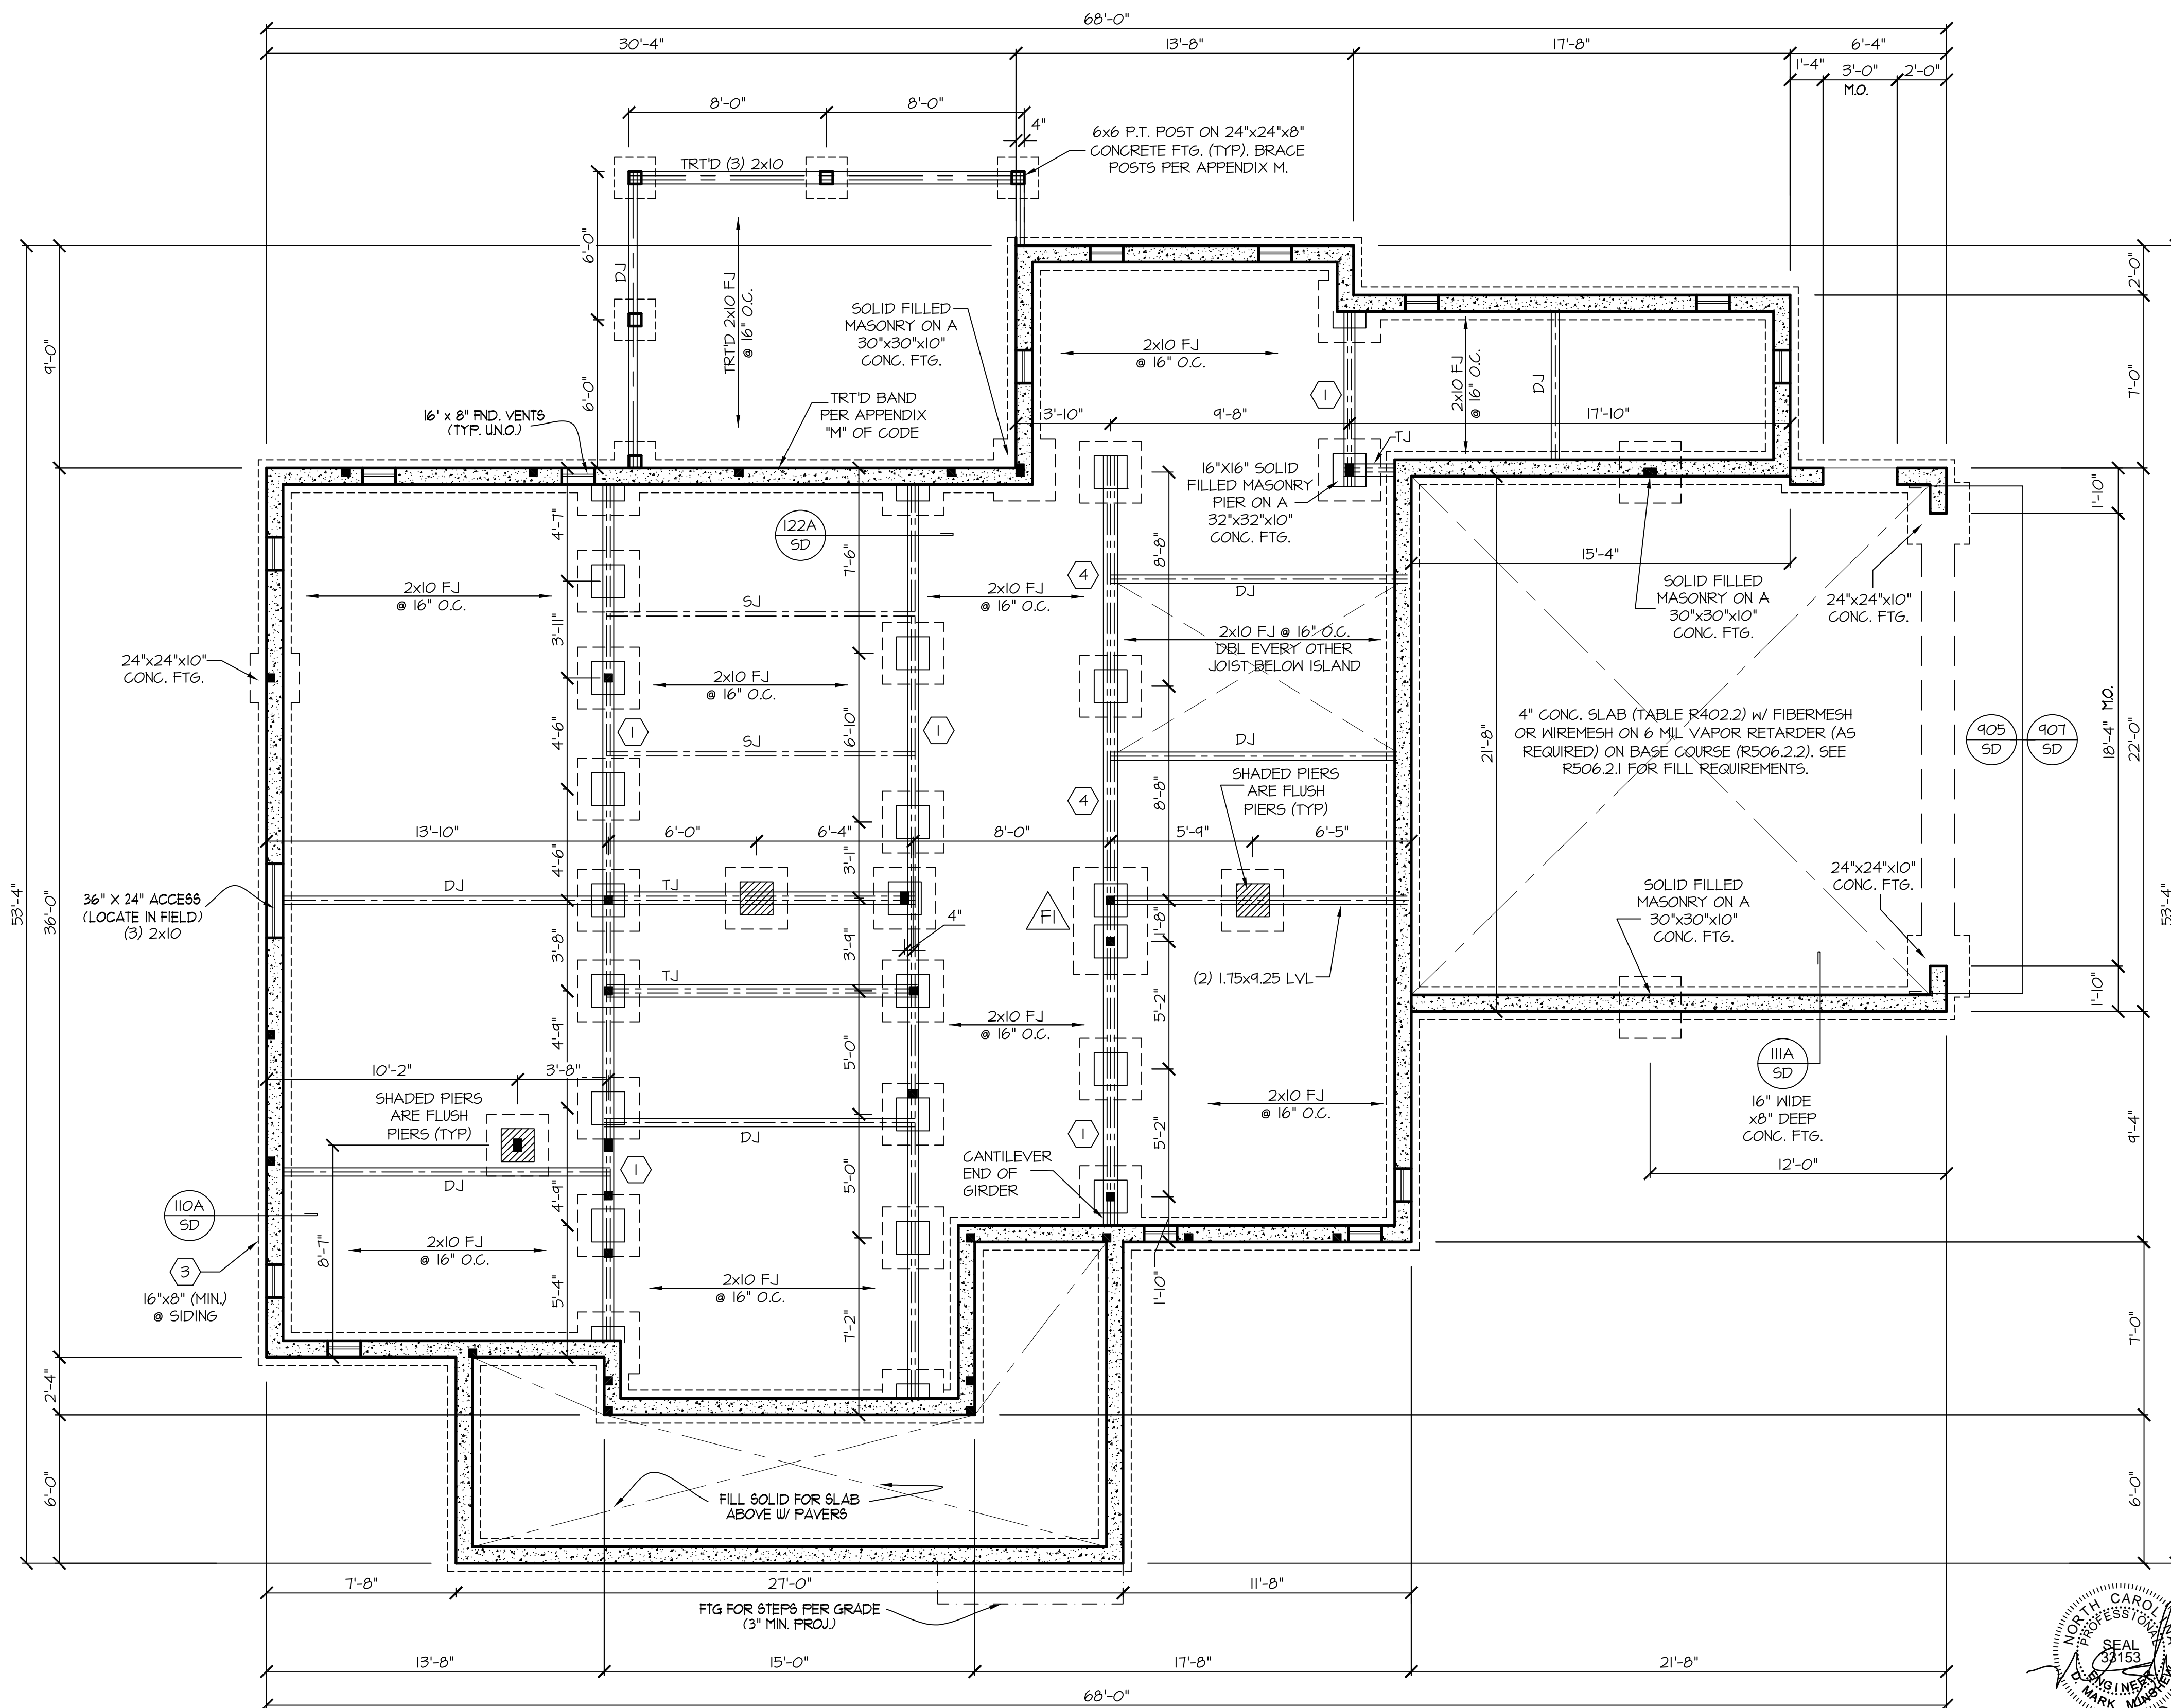 68'-0"
30'-4"
13'-8"
17'-8"
6'-4"
1'-4"
3'-0"
2'-0"
M.O.
8'-0"
8'-0"
4"
6x6 P.T. POST ON 24"x24"x8"
CONCRETE FTG. (TYP). BRACE
POSTS PER APPENDIX M.
TRT'D (3) 2x10
6'-0"
DJ
TRT'D 2x10 FJ
@ 16" O.C.
6'-0"
SOLID FILLED
MASONRY ON A
30"x30"x10"
CONC. FTG.
TRT'D BAND
PER APPENDIX
"M" OF CODE
16' x 8" FND. VENTS
(TYP. U.N.O.)
2x10 FJ
@ 16" O.C.
1
2x10 FJ
@ 16" O.C.
DJ
3'-10"
9'-8"
17'-10"
TJ
2'-0"
7'-0"
9'-0"
16"X16" SOLID
FILLED MASONRY
PIER ON A
32"x32"x10"
CONC. FTG.
122A
SD
4'-7"
7'-6"
8'-8"
1'-10"
15'-4"
2x10 FJ
@ 16" O.C.
SJ
2x10 FJ
@ 16" O.C.
4
DJ
SOLID FILLED
MASONRY ON A
30"x30"x10"
CONC. FTG.
24"x24"x10"
CONC. FTG.
3'-11"
2x10 FJ @ 16" O.C.
DBL EVERY OTHER
JOIST BELOW ISLAND
24"x24"x10"
CONC. FTG.
2x10 FJ
@ 16" O.C.
4'-6"
1
6'-10"
1
SJ
DJ
21'-8"
4" CONC. SLAB (TABLE R402.2) W/ FIBERMESH
OR WIREMESH ON 6 MIL VAPOR RETARDER (AS
REQUIRED) ON BASE COURSE (R506.2.2). SEE
R506.2.1 FOR FILL REQUIREMENTS.
905
SD
907
SD
18'-4" M.O.
22'-0"
SHADED PIERS
ARE FLUSH
PIERS (TYP)
4
8'-8"
13'-10"
6'-0"
6'-4"
8'-0"
5'-9"
6'-5"
4'-6"
3'-1"
53'-4"
36'-0"
36" X 24" ACCESS
(LOCATE IN FIELD)
(3) 2x10
DJ
TJ
F1
1'-8"
SOLID FILLED
MASONRY ON A
30"x30"x10"
CONC. FTG.
24"x24"x10"
CONC. FTG.
53'-4"
3'-8"
3'-9"
4"
TJ
(2) 1.75x9.25 LVL
1'-10"
2x10 FJ
@ 16" O.C.
5'-2"
4'-9"
5'-0"
10'-2"
3'-8"
SHADED PIERS
ARE FLUSH
PIERS (TYP)
111A
SD
16" WIDE
x8" DEEP
CONC. FTG.
2x10 FJ
@ 16" O.C.
9'-4"
DJ
1
5'-2"
CANTILEVER
END OF
GIRDER
12'-0"
DJ
1
4'-9"
5'-0"
110A
SD
8'-7"
2x10 FJ
@ 16" O.C.
3
16"x8" (MIN.)
@ SIDING
5'-4"
2x10 FJ
@ 16" O.C.
7'-2"
1'-10"
7'-0"
2'-4"
6'-0"
6'-0"
FILL SOLID FOR SLAB
ABOVE W/ PAVERS
7'-8"
27'-0"
11'-8"
FTG FOR STEPS PER GRADE
(3" MIN. PROJ.)
13'-8"
15'-0"
17'-8"
21'-8"
68'-0"
NORTH CAROL
PROFESSIONAL
SEAL
33153
ENGINEER
MARK